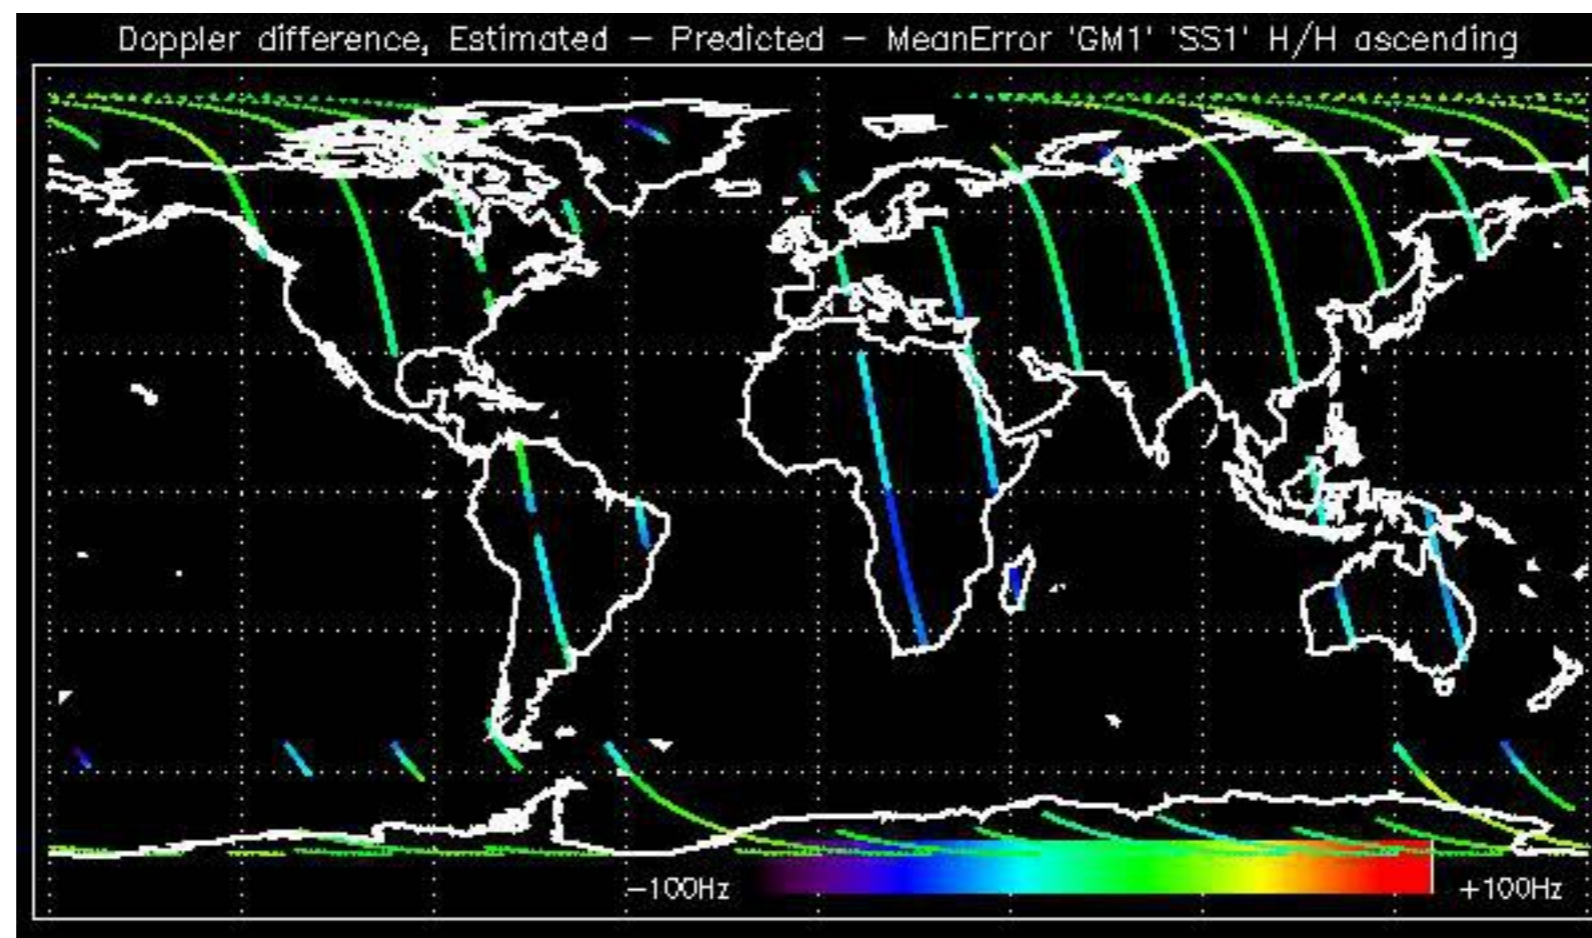 Doppler difference, Estimated — Predicted — MeanError 'GM1' 'SS1' H/H ascending
−100Hz +100Hz